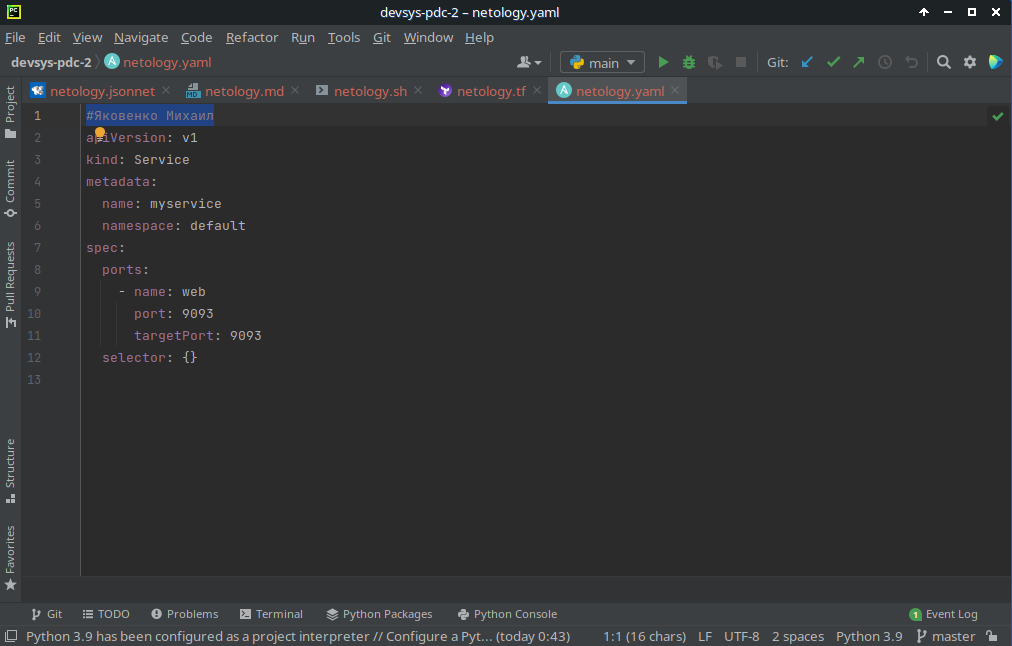 devsys-pdc-2 – netology.yaml
File Edit View Navigate Code Refactor Run Tools Git Window Help
devsys-pdc-2 netology.yaml main Git:
netology.jsonnet netology.md netology.sh netology.tf netology.yaml
Project
Commit
Pull Requests
Structure
Favorites
1 #Яковенко Михаил
2 apiVersion: v1
3 kind: Service
4 metadata:
5 name: myservice
6 namespace: default
7 spec:
8 ports:
9 - name: web
10 port: 9093
11 targetPort: 9093
12 selector: {}
13
Git TODO Problems Terminal Python Packages Python Console 1 Event Log
Python 3.9 has been configured as a project interpreter // Configure a Pyt... (today 0:43) 1:1 (16 chars) LF UTF-8 2 spaces Python 3.9 master